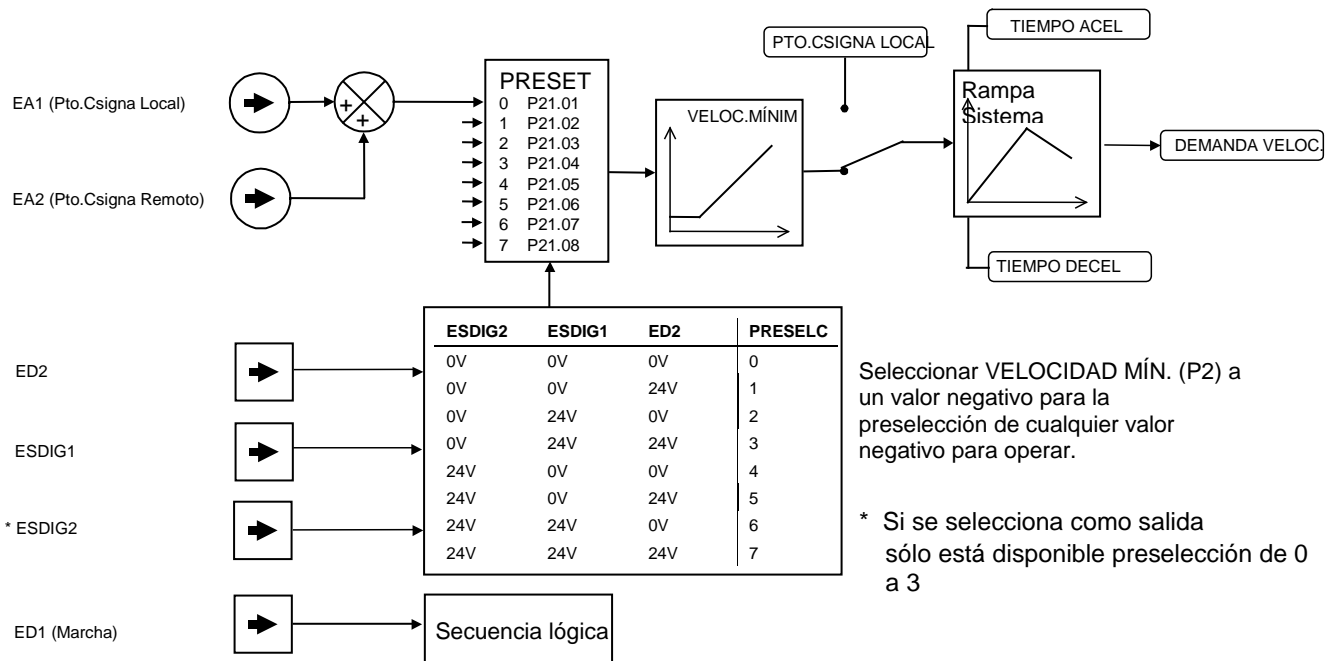 TIEMPO ACEL
PTO.CSIGNA LOCAL
EA1 (Pto.Csigna Local)
+
+
EA2 (Pto.Csigna Remoto)
PRESET
0 P21.01
1 P21.02
2 P21.03
3 P21.04
4 P21.05
5 P21.06
6 P21.07
7 P21.08
VELOC.MÍNIM
Rampa
Sistema
DEMANDA VELOC.
TIEMPO DECEL
ESDIG2 ESDIG1 ED2 PRESELC
0V 0V 0V 0
0V 0V 24V 1
0V 24V 0V 2
0V 24V 24V 3
24V 0V 0V 4
24V 0V 24V 5
24V 24V 0V 6
24V 24V 24V 7
ED2
ESDIG1
* ESDIG2
Seleccionar VELOCIDAD MÍN. (P2) a
un valor negativo para la
preselección de cualquier valor
negativo para operar.
* Si se selecciona como salida
sólo está disponible preselección de 0
a 3
ED1 (Marcha)
Secuencia lógica